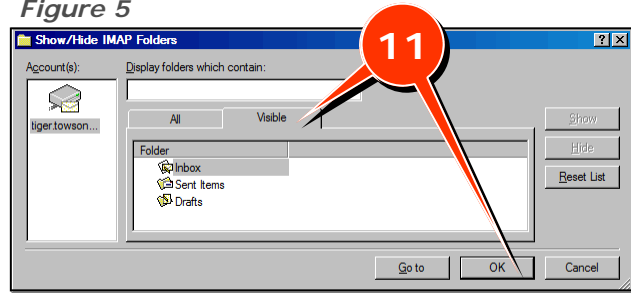 Figure 5
Show/Hide IMAP Folders
Account(s):
Display folders which contain:
11
tiger.towson...
All
Visible
Show
Folder
Hide
Inbox
Reset List
Sent Items
Drafts
Go to
OK
Cancel